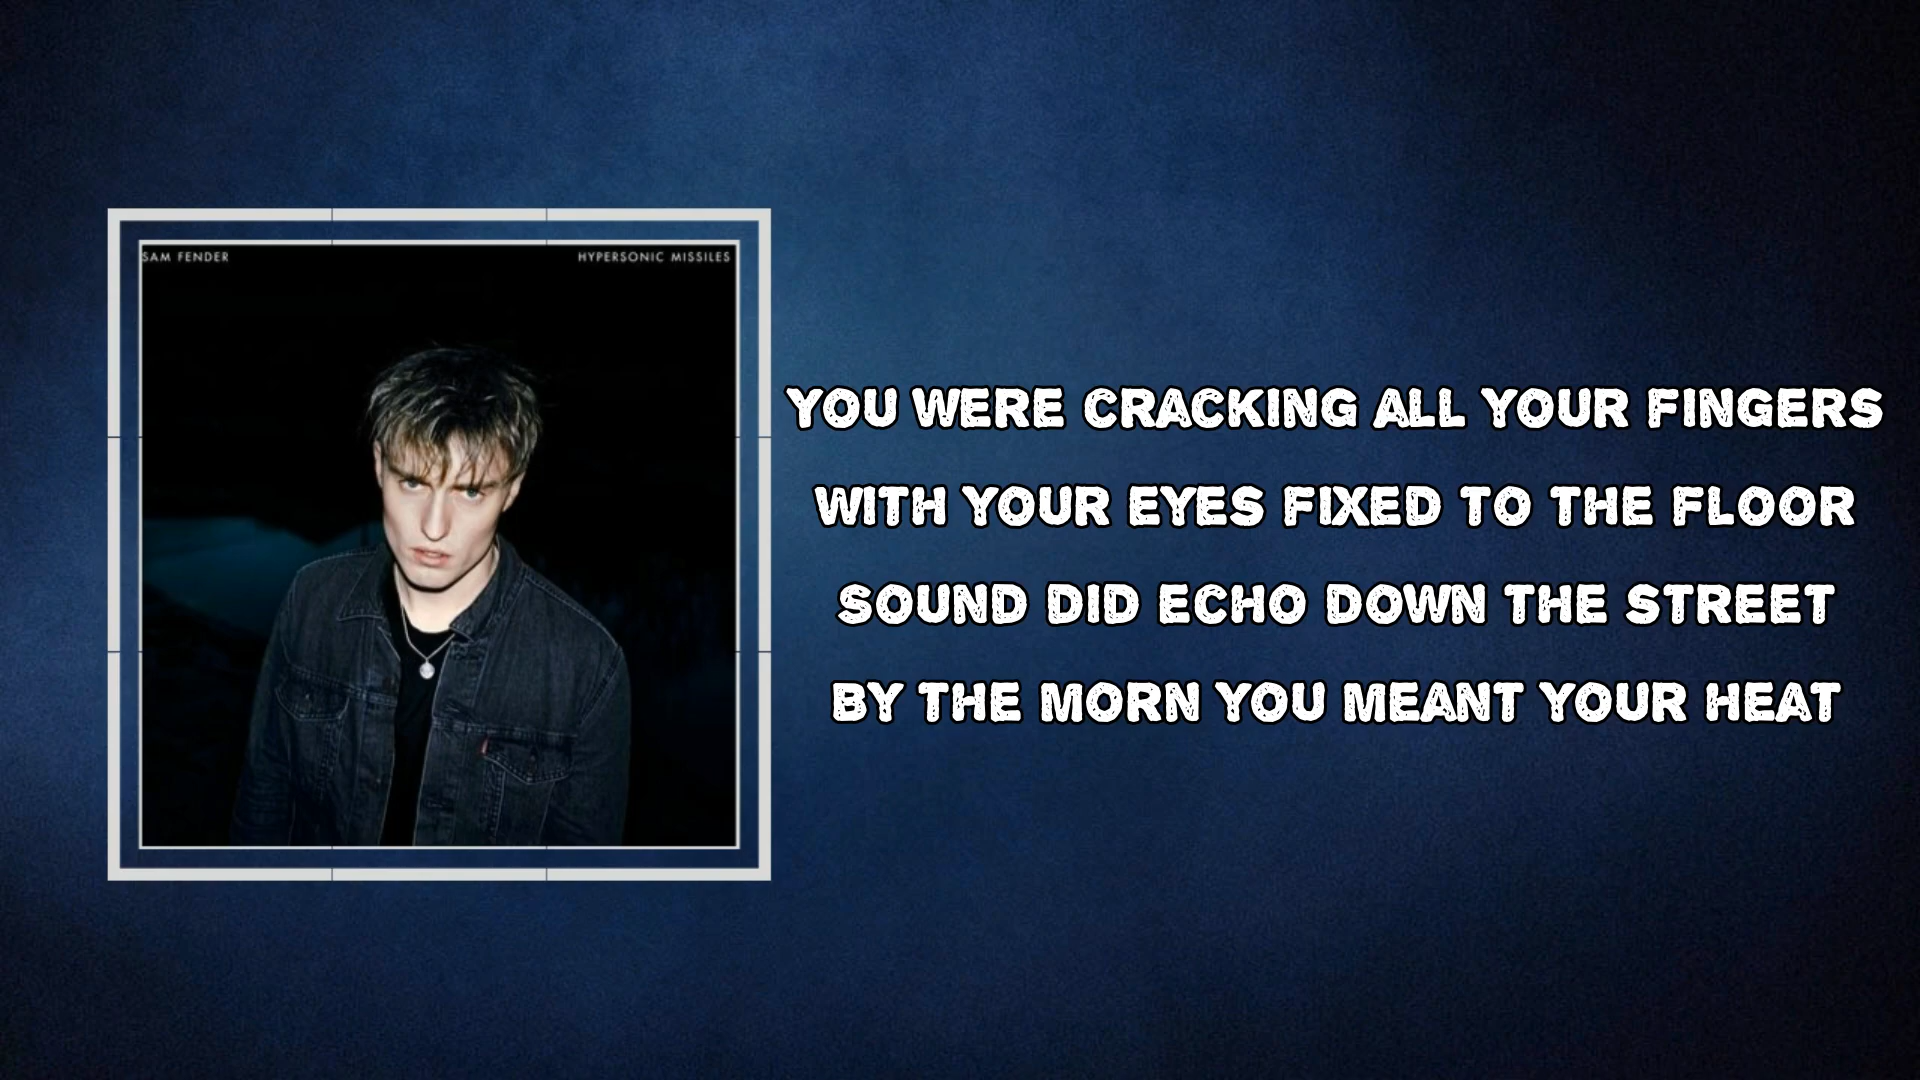 SAM FENDER
HYPERSONIC MISSILES
YOU WERE CRACKING ALL YOUR FINGERS
WITH YOUR EYES FIXED TO THE FLOOR
SOUND DID ECHO DOWN THE STREET
BY THE MORN YOU MEANT YOUR HEAT